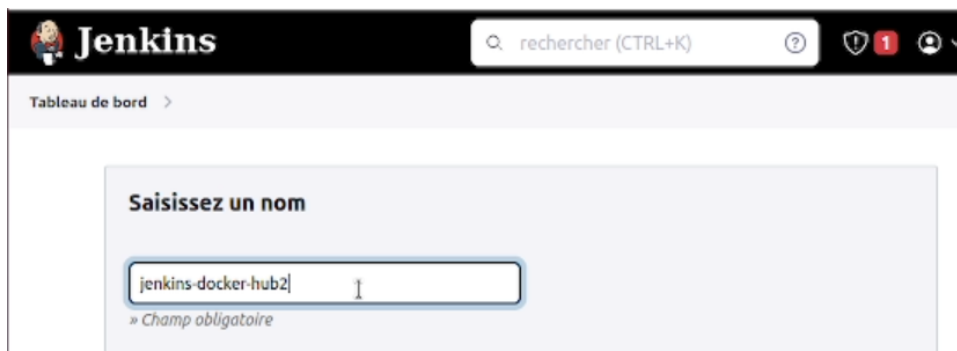 Jenkins rechercher (CTRL+K) ? 1
Tableau de bord >
Saisissez un nom
jenkins-docker-hub2
» Champ obligatoire